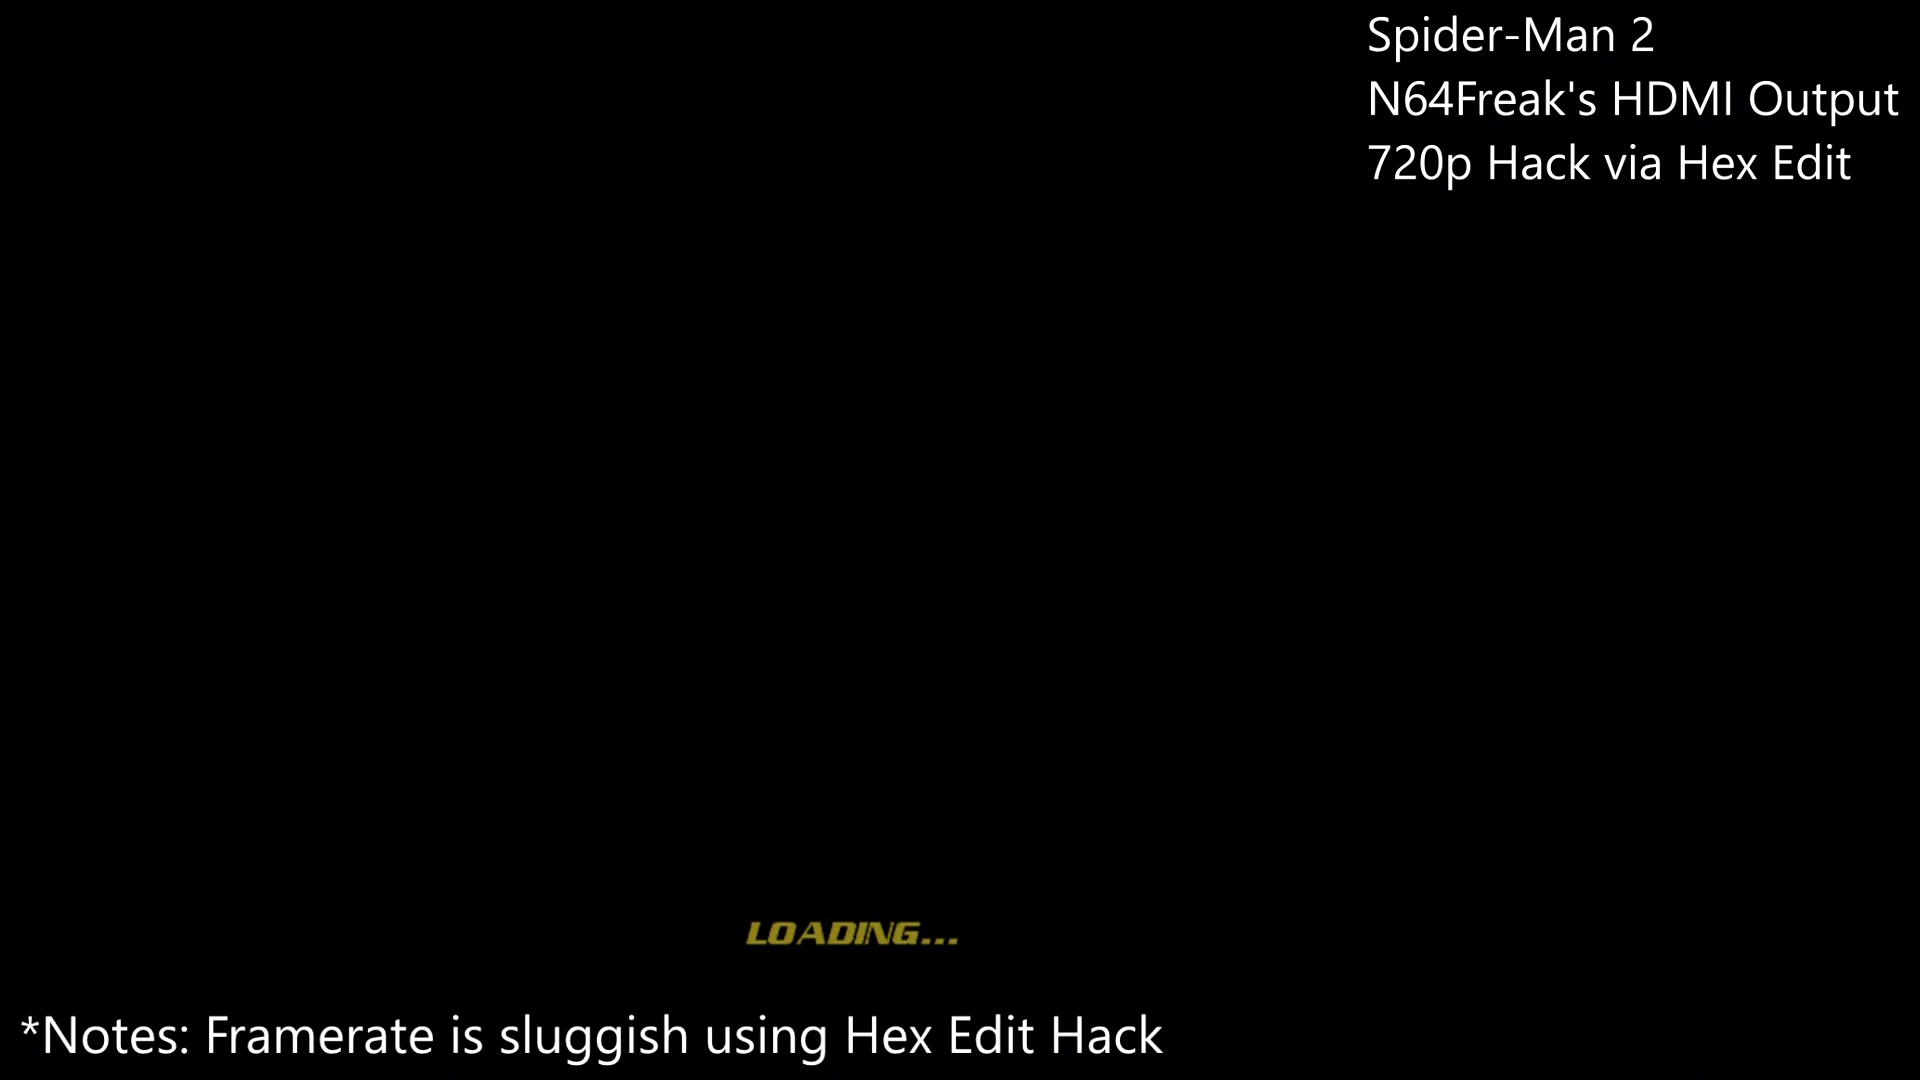 Spider-Man 2
N64Freak's HDMI Output
720p Hack via Hex Edit
LOADING...
*Notes: Framerate is sluggish using Hex Edit Hack